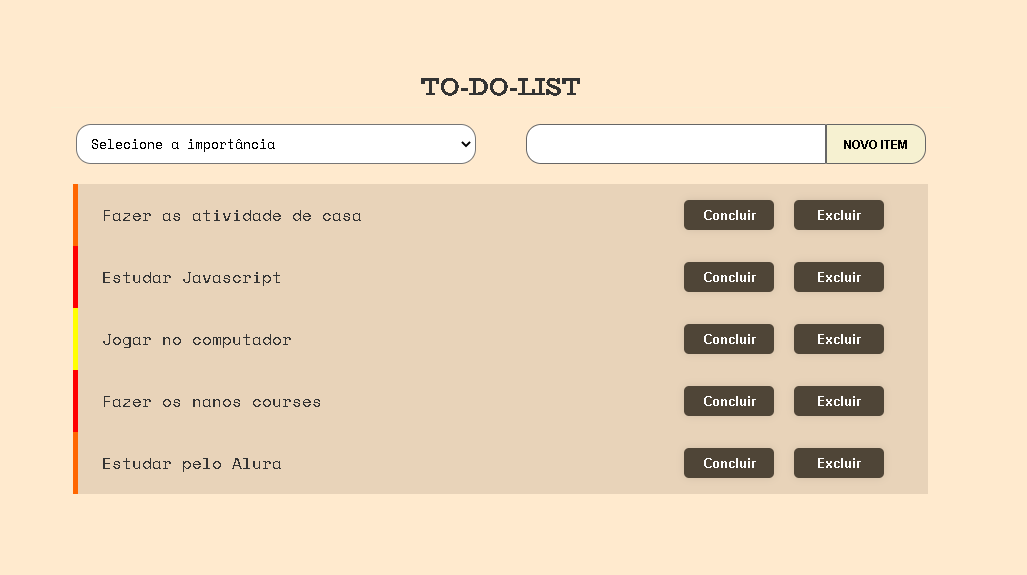 TO-DO-LIST
Selecione a importância
NOVO ITEM
Fazer as atividade de casa Concluir Excluir
Estudar Javascript Concluir Excluir
Jogar no computador Concluir Excluir
Fazer os nanos courses Concluir Excluir
Estudar pelo Alura Concluir Excluir